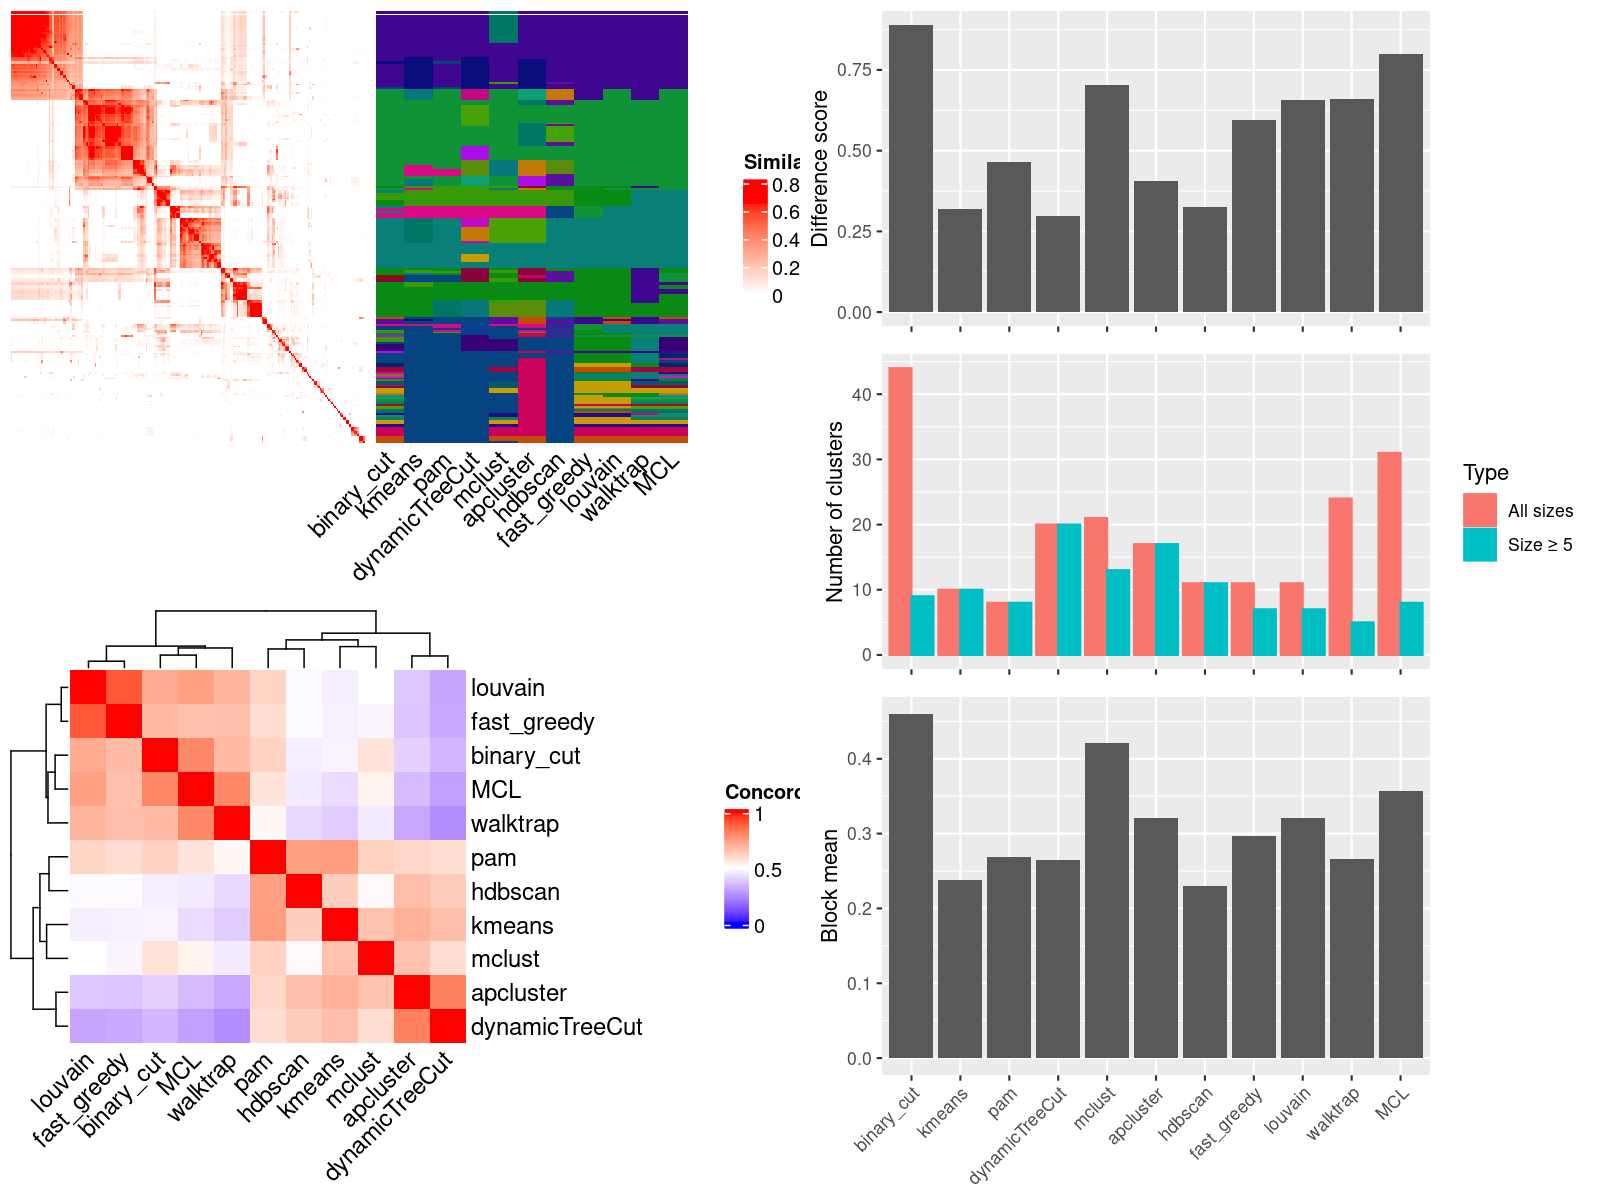 Simila
0.8
0.6
0.4
0.2
0
binary_cut
kmeans
pam
dynamicTreeCut
mclust
apcluster
hdbscan
fast_greedy
louvain
walktrap
MCL
louvain
fast_greedy
binary_cut
MCL
walktrap
pam
hdbscan
kmeans
mclust
apcluster
dynamicTreeCut
louvain
fast_greedy
binary_cut
MCL
walktrap
pam
hdbscan
kmeans
mclust
apcluster
dynamicTreeCut
Concord
1
0.5
0
Difference score
0.75
0.50
0.25
0.00
Number of clusters
40
30
20
10
0
Type
All sizes
Size ≥ 5
Block mean
0.4
0.3
0.2
0.1
0.0
binary_cut
kmeans
pam
dynamicTreeCut
mclust
apcluster
hdbscan
fast_greedy
louvain
walktrap
MCL